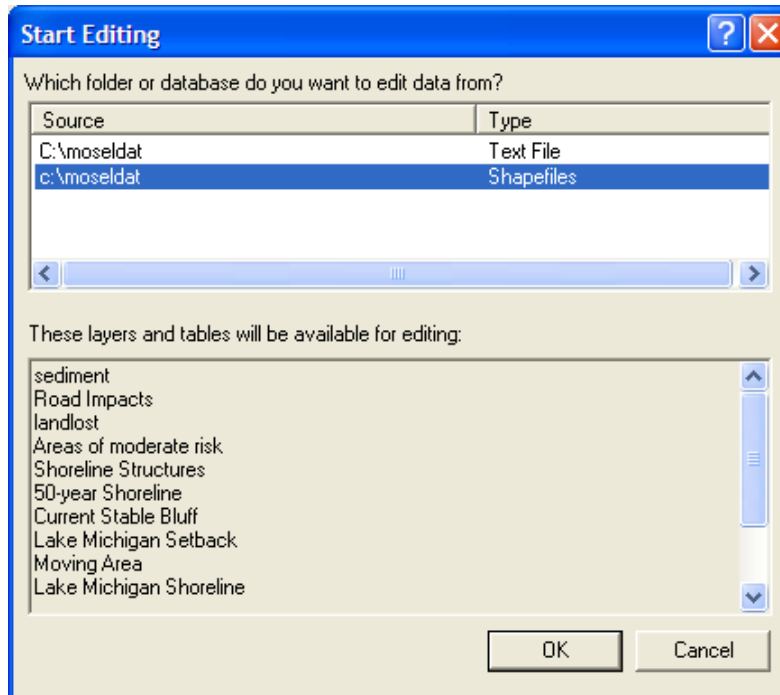 Start Editing
Which folder or database do you want to edit data from?
Source Type
C:\moseldat Text File
c:\moseldat Shapefiles
These layers and tables will be available for editing:
sediment
Road Impacts
landlost
Areas of moderate risk
Shoreline Structures
50-year Shoreline
Current Stable Bluff
Lake Michigan Setback
Moving Area
Lake Michigan Shoreline
OK Cancel